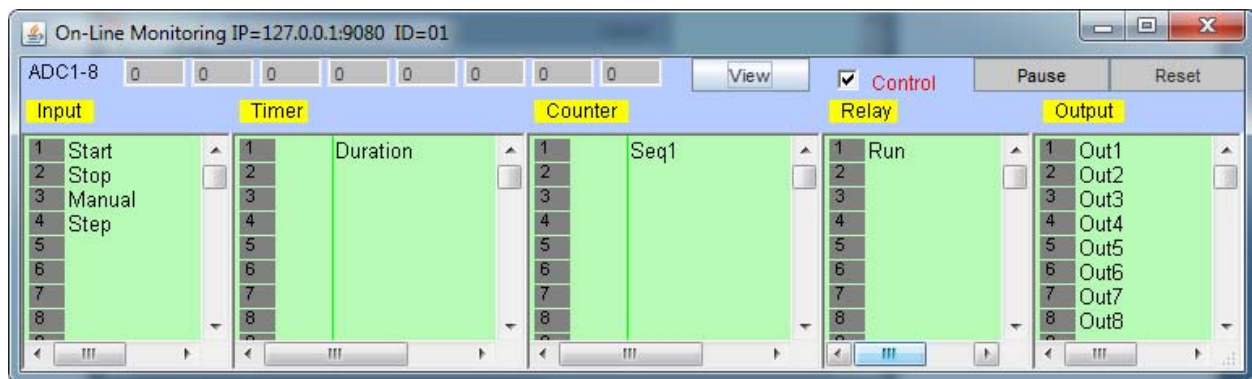 On-Line Monitoring IP=127.0.0.1:9080 ID=01
ADC1-8 0 0 0 0 0 0 0 0 View Control Pause Reset
Input Timer Counter Relay Output
1 Start 1 Duration 1 Seq1 1 Run 1 Out1
2 Stop 2 2 2 2 Out2
3 Manual 3 3 3 3 Out3
4 Step 4 4 4 4 Out4
5 5 5 5 5 Out5
6 6 6 6 6 Out6
7 7 7 7 7 Out7
8 8 8 8 8 Out8